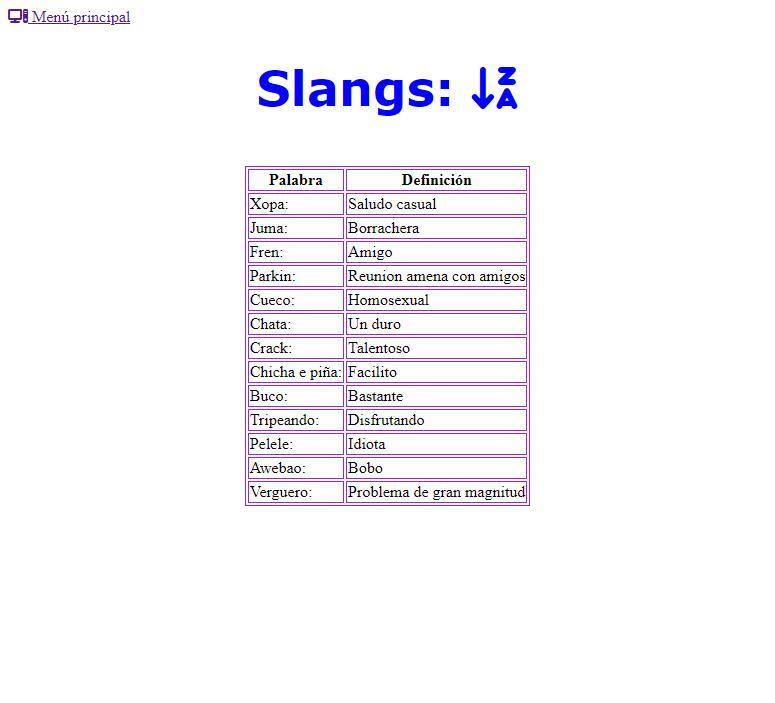 Menú principal
Slangs:
Palabra Definición
Xopa: Saludo casual
Juma: Borrachera
Fren: Amigo
Parkin: Reunion amena con amigos
Cueco: Homosexual
Chata: Un duro
Crack: Talentoso
Chicha e piña: Facilito
Buco: Bastante
Tripeando: Disfrutando
Pelele: Idiota
Awebao: Bobo
Verguero: Problema de gran magnitud